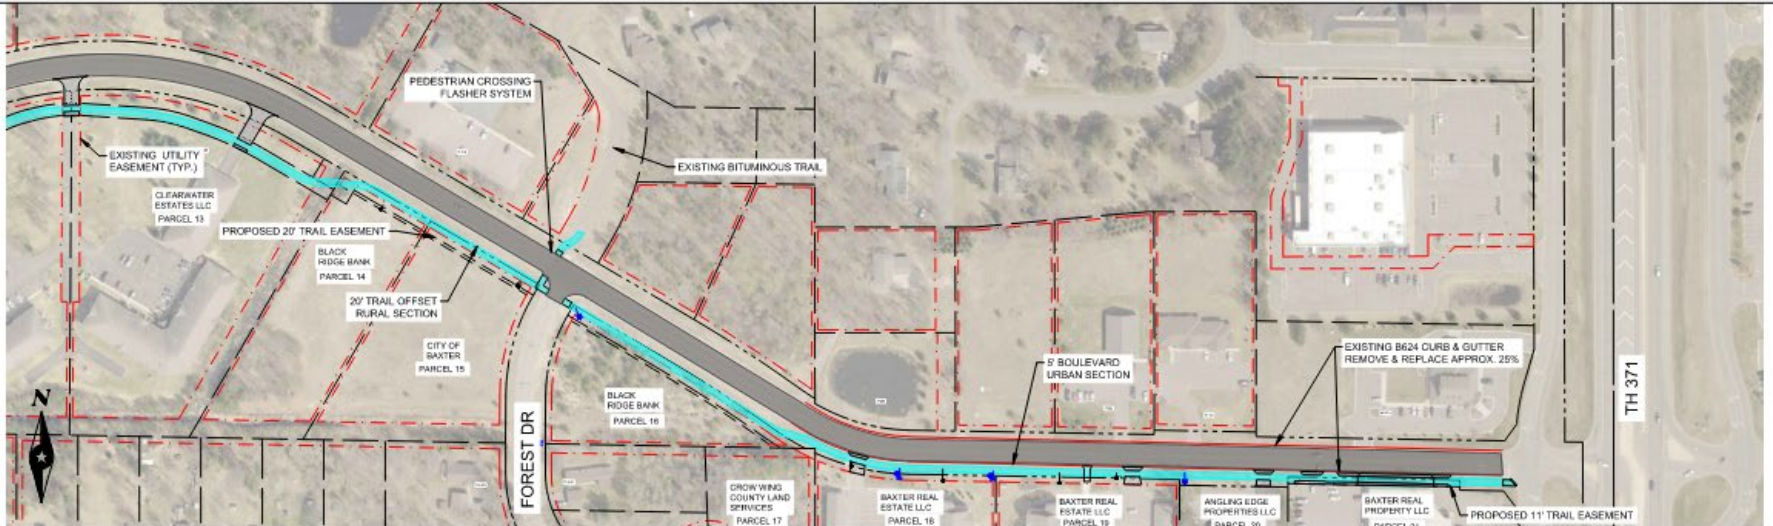 PEDESTRIAN CROSSING
FLASHER SYSTEM
EXISTING UTILITY
EASEMENT (TYP.)
EXISTING BITUMINOUS TRAIL
CLEARWATER
ESTATES LLC
PARCEL 13
PROPOSED 20' TRAIL EASEMENT
BLACK
RIDGE BANK
PARCEL 14
20' TRAIL OFFSET
RURAL SECTION
CITY OF
BAXTER
PARCEL 15
5' BOULEVARD
URBAN SECTION
EXISTING B624 CURB & GUTTER
REMOVE & REPLACE APPROX. 25%
TH 371
N
FOREST DR
BLACK
RIDGE BANK
PARCEL 16
CROW WING
COUNTY LAND
SERVICES
PARCEL 17
BAXTER REAL
ESTATE LLC
PARCEL 18
BAXTER REAL
ESTATE LLC
PARCEL 19
ANGLING EDGE
PROPERTIES LLC
PARCEL 20
BAXTER REAL
PROPERTY LLC
PROPOSED 11' TRAIL EASEMENT